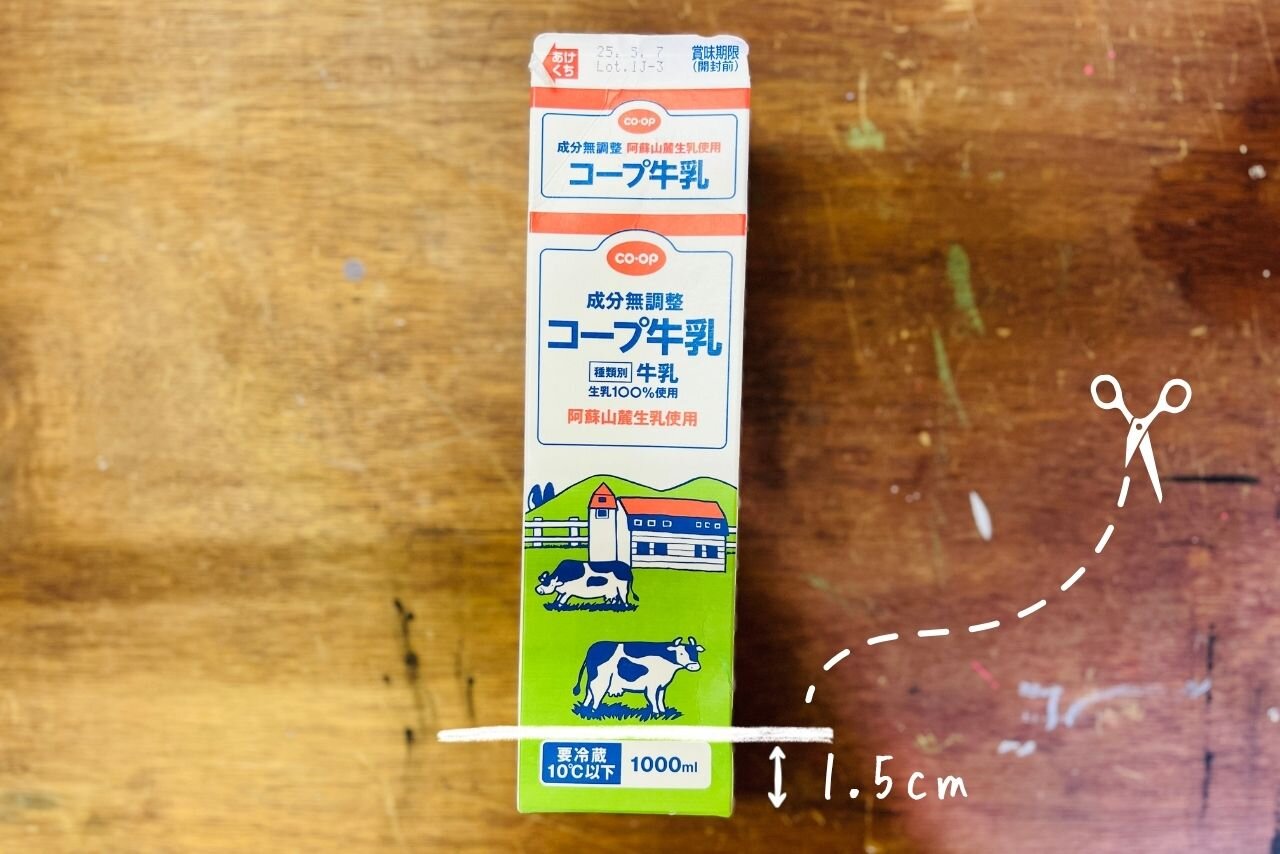 あけ
くち
25. 5. 7
Lot.IJ-3
賞味期限
(開封前)
CO·OP
成分無調整 阿蘇山麓生乳使用
コープ牛乳
CO·OP
成分無調整
コープ牛乳
種類別 牛乳
生乳100%使用
阿蘇山麓生乳使用
要冷蔵
10℃以下
1000ml
1.5cm